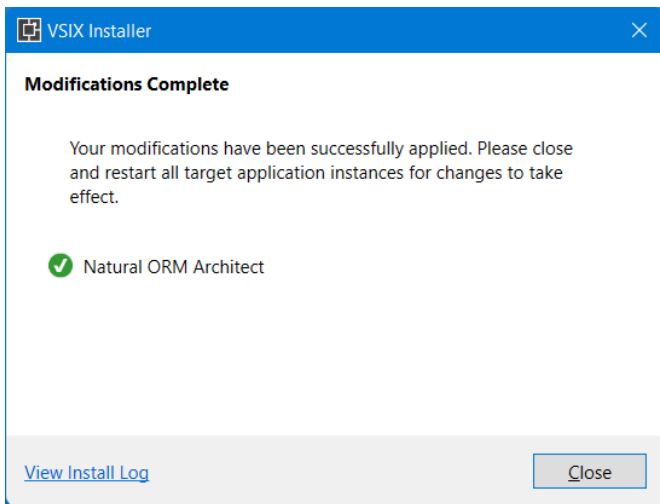 VSIX Installer
Modifications Complete
Your modifications have been successfully applied. Please close
and restart all target application instances for changes to take
effect.
Natural ORM Architect
View Install Log
Close